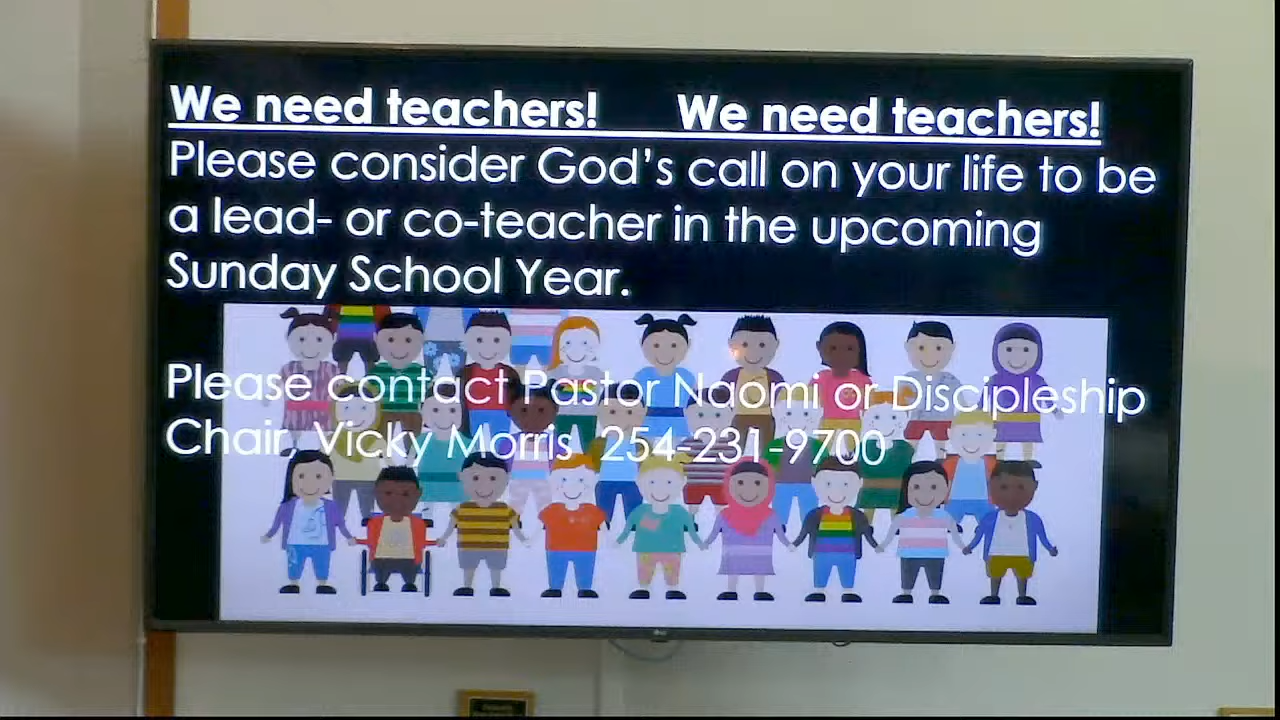 We need teachers! We need teachers!
Please consider God's call on your life to be
a lead- or co-teacher in the upcoming
Sunday School Year.
Please contact Pastor Naomi or Discipleship
Chair Vicky Morris 254-231-9700